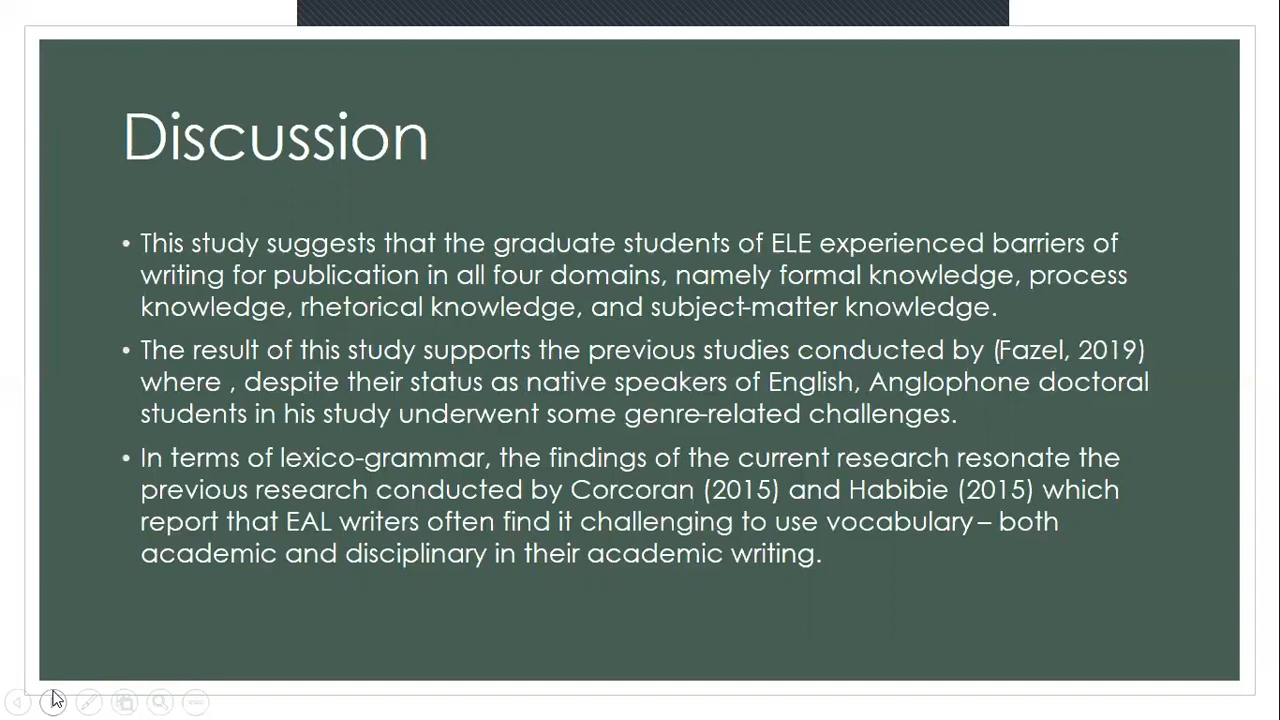 Discussion
• This study suggests that the graduate students of ELE experienced barriers of
writing for publication in all four domains, namely formal knowledge, process
knowledge, rhetorical knowledge, and subject-matter knowledge.
• The result of this study supports the previous studies conducted by (Fazel, 2019)
where , despite their status as native speakers of English, Anglophone doctoral
students in his study underwent some genre-related challenges.
• In terms of lexico-grammar, the findings of the current research resonate the
previous research conducted by Corcoran (2015) and Habibie (2015) which
report that EAL writers often find it challenging to use vocabulary – both
academic and disciplinary in their academic writing.